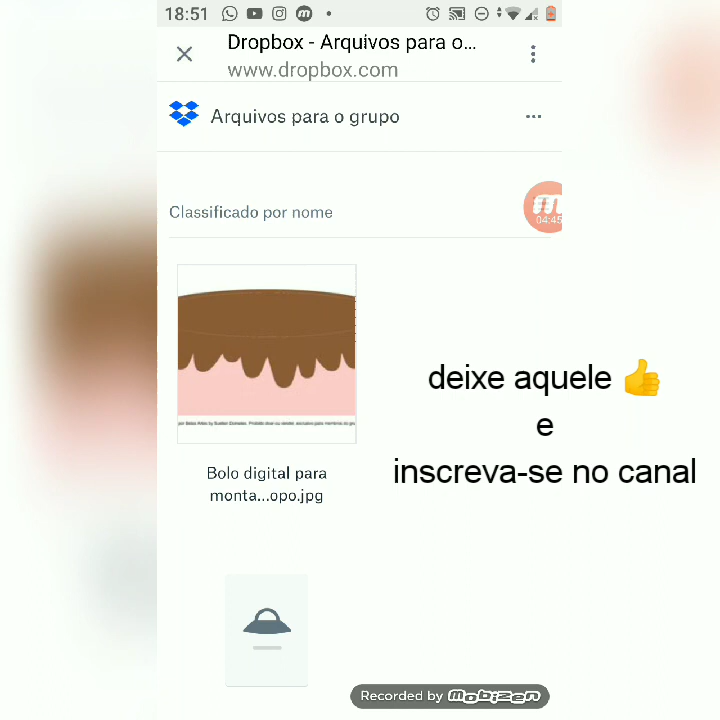 18:51
Dropbox - Arquivos para o...
www.dropbox.com
Arquivos para o grupo
Classificado por nome
04:45
deixe aquele 👍
e
inscreva-se no canal
Bolo digital para
monta...opo.jpg
Recorded by mobizen